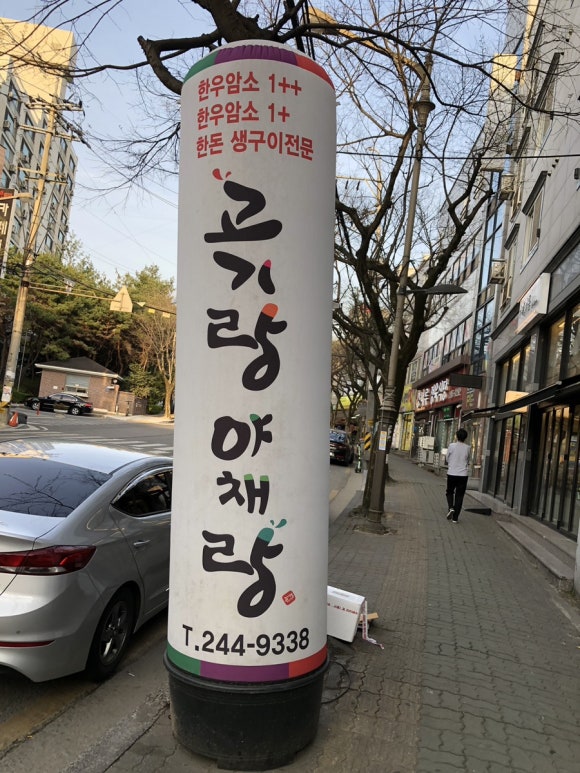 한우암소 1++
한우암소 1+
한돈 생구이전문
고기랑
야채랑
T.244-9338